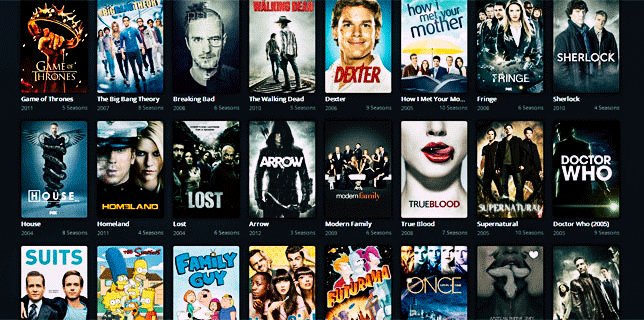 GAME OF
THRONES
BIG BANG THEORY
WALKING DEAD
DEXTER
how i
met your
mother
FRINGE
FOX
SHERLOCK
Game of Thrones
The Big Bang Theory
Breaking Bad
The Walking Dead
Dexter
How I Met Your Mo...
Fringe
Sherlock
2011 5 Seasons
2007 9 Seasons
2008 6 Seasons
2010 5 Seasons
2006 9 Seasons
2005 10 Seasons
2008 6 Seasons
2010 4 Seasons
HOUSE
FOX
HOMELAND
LOST
ARROW
modern family
TRUEBLOOD
SUPERNATURAL
DOCTOR
WHO
House
Homeland
Lost
Arrow
Modern Family
True Blood
Supernatural
Doctor Who (2005)
2004 8 Seasons
2011 4 Seasons
2004 6 Seasons
2012 3 Seasons
2009 6 Seasons
2008 7 Seasons
2005 10 Seasons
2005 9 Seasons
SUITS
THE SIMPSONS
FAMILY
GUY
FUTURAMA
ONCE